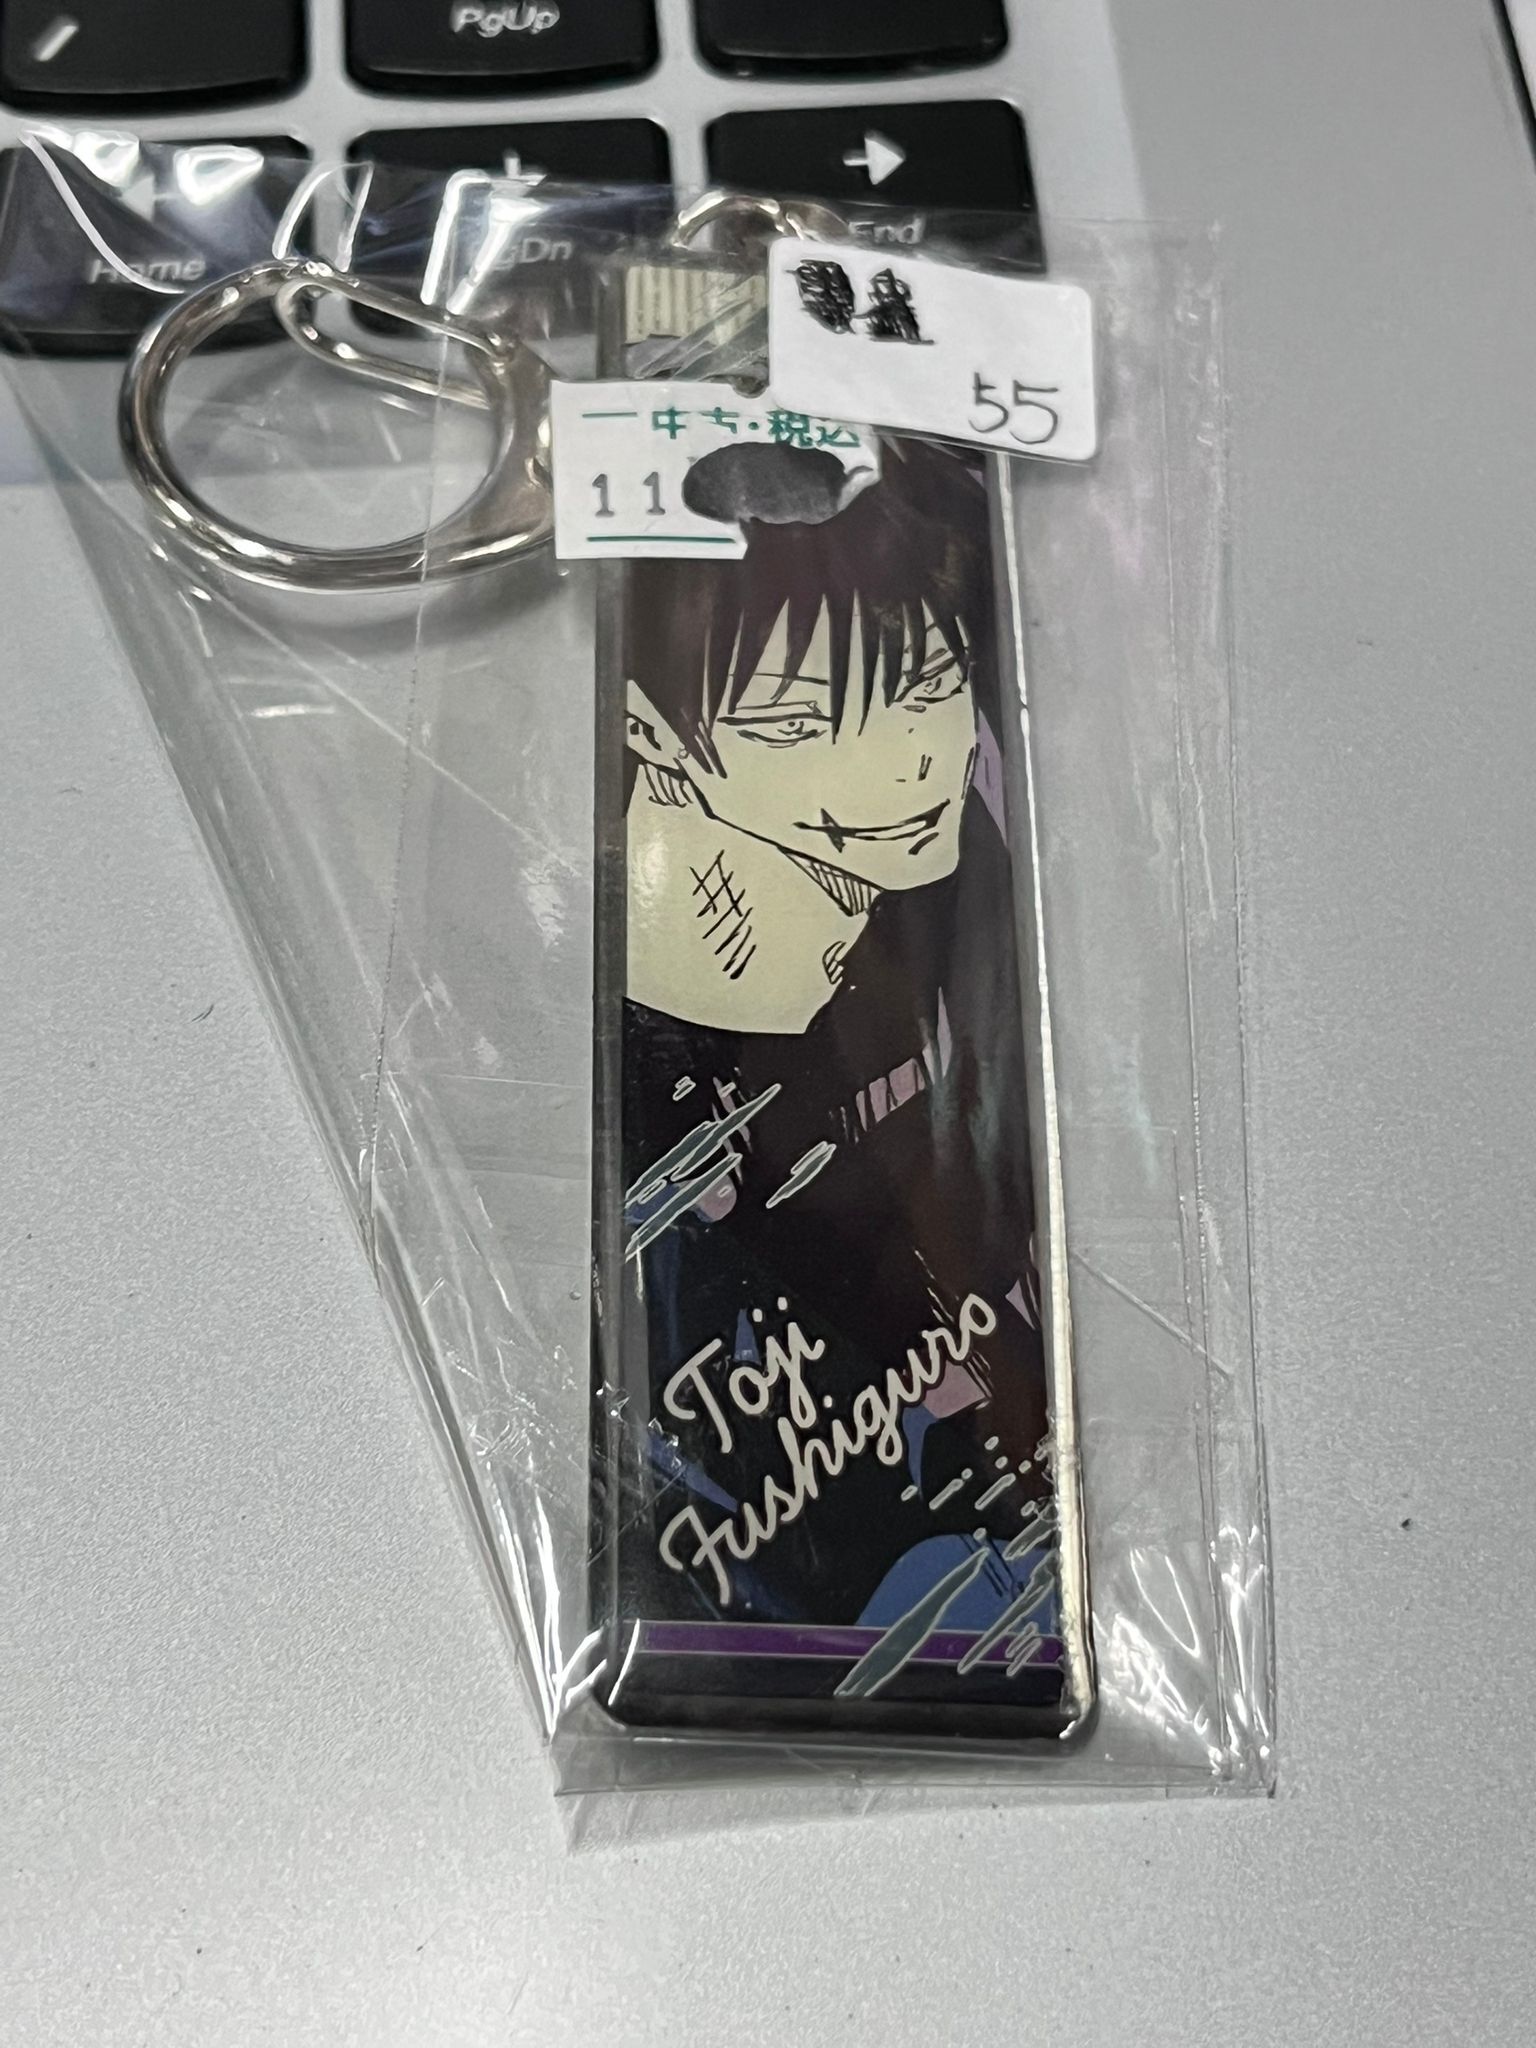 PgUp
Home
PgDn
End
55
中古・税込
11
Toji
Fushiguro